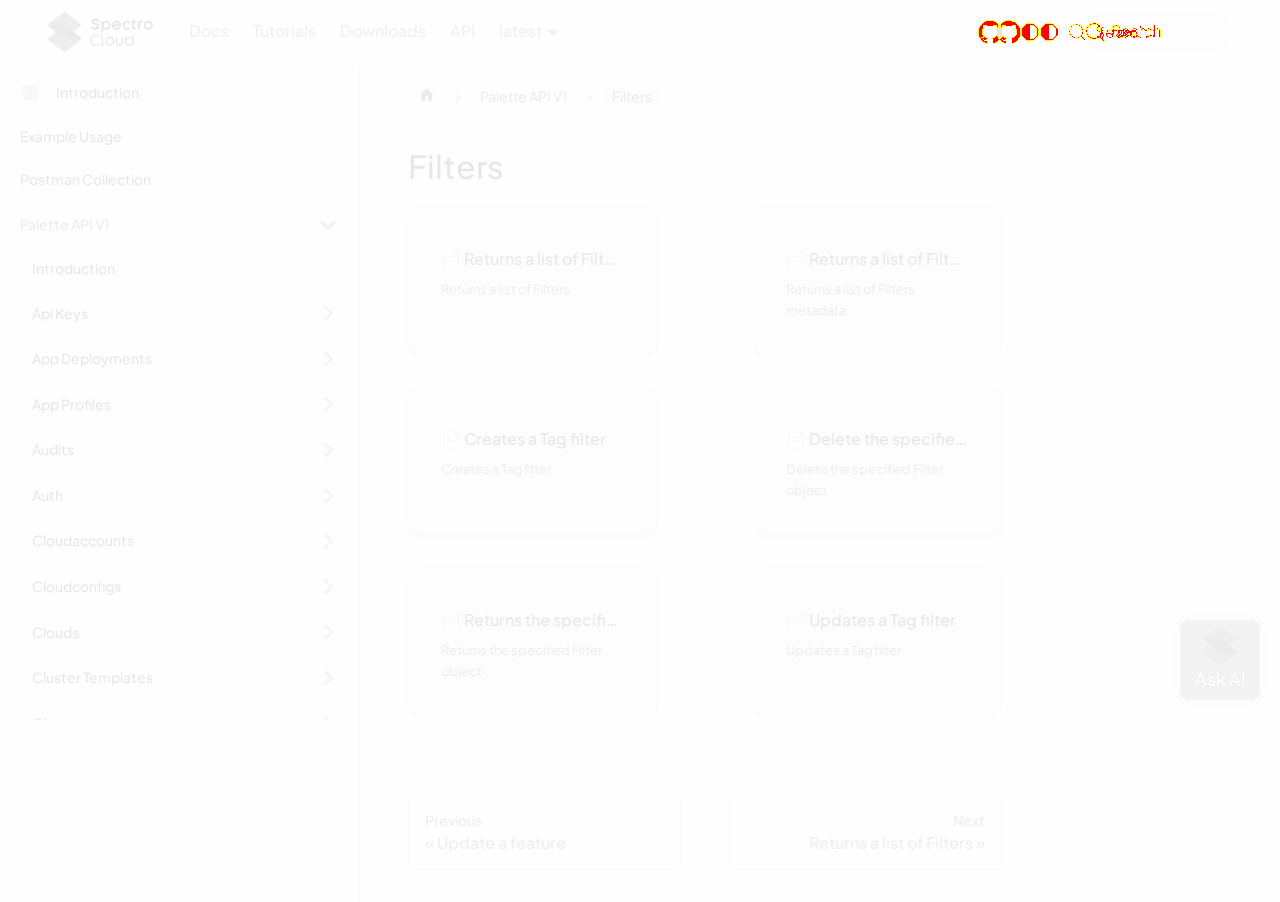 Spectro Cloud
Docs
Tutorials
Downloads
API
latest
Introduction
Example Usage
Postman Collection
Palette API V1
Introduction
Api Keys
App Deployments
App Profiles
Audits
Auth
Cloudaccounts
Cloudconfigs
Clouds
Cluster Templates
Palette API V1
Filters
Filters
Returns a list of Filt...
Returns a list of Filters
Returns a list of Filt...
Returns a list of Filters
metadata
Creates a Tag filter
Creates a Tag filter
Delete the specifie...
Delete the specified Filter
object
Returns the specifi...
Returns the specified Filter
object
Updates a Tag filter
Updates a Tag filter
Ask AI
Previous
« Update a feature
Next
Returns a list of Filters »